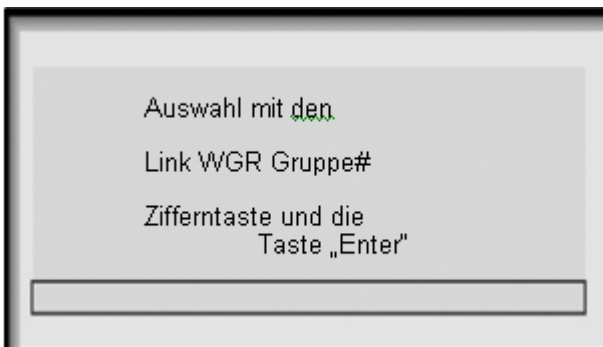 Auswahl mit den
Link WGR Gruppe#
Zifferntaste und die
Taste „Enter"